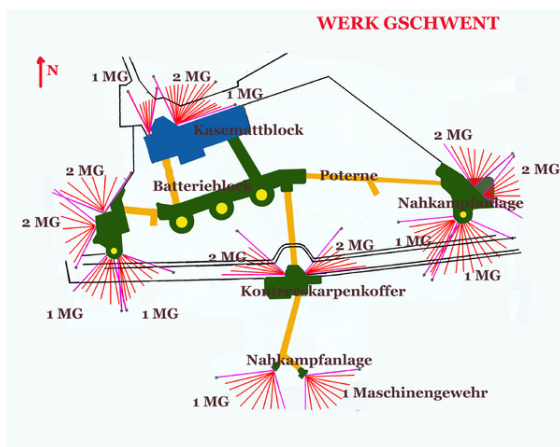 WERK GSCHWENT
N
1 MG
2 MG
1 MG
Kasemattblock
2 MG
2 MG
Batterieblock
Poterne
2 MG
2 MG
Nahkampfanlage
1 MG
2 MG
2 MG
1 MG
Kontreeskarpenkoffer
1 MG
1 MG
Nahkampfanlage
1 MG
1 Maschinengewehr